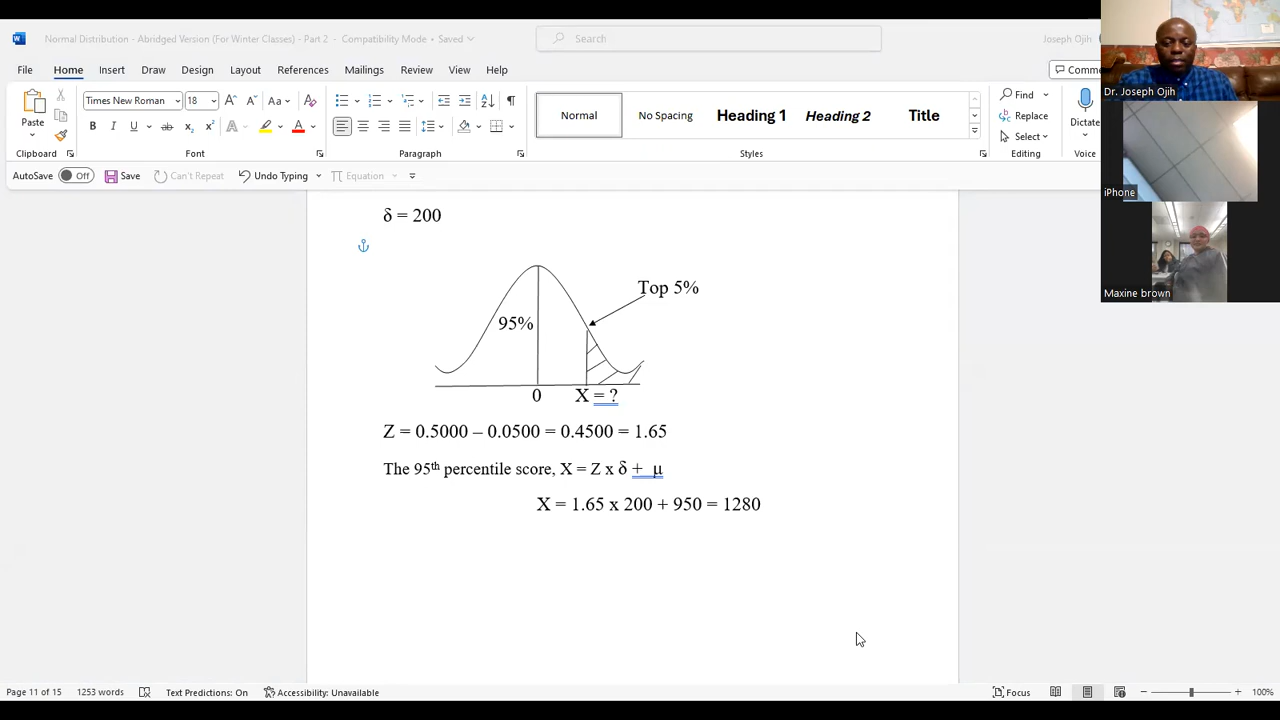 Normal Distribution - Abridged Version (For Winter Classes) - Part 2 - Compatibility Mode • Saved
Search
Joseph Ojih
File Home Insert Draw Design Layout References Mailings Review View Help
Comme
Times New Roman 18
Paste
Clipboard Font Paragraph Styles Editing Voice
Normal No Spacing Heading 1 Heading 2 Title
Find
Replace
Select
Dictate
AutoSave Off Save Can't Repeat Undo Typing Equation
Dr. Joseph Ojih
iPhone
Maxine brown
δ = 200
Top 5%
95%
0 X = ?
Z = 0.5000 – 0.0500 = 0.4500 = 1.65
The 95th percentile score, X = Z x δ + μ
X = 1.65 x 200 + 950 = 1280
Page 11 of 15 1253 words Text Predictions: On Accessibility: Unavailable Focus 100%